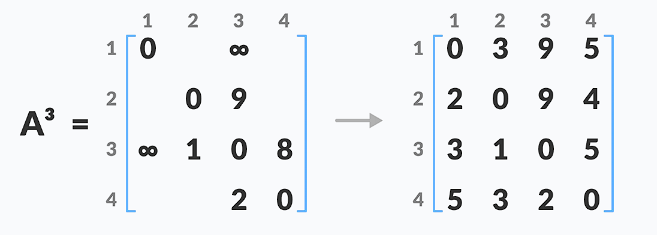 1 2 3 4 1 2 3 4
1 0 ∞ 1 0 3 9 5
2 0 9 2 2 0 9 4
A³ =
3 ∞ 1 0 8 3 3 1 0 5
4 2 0 4 5 3 2 0